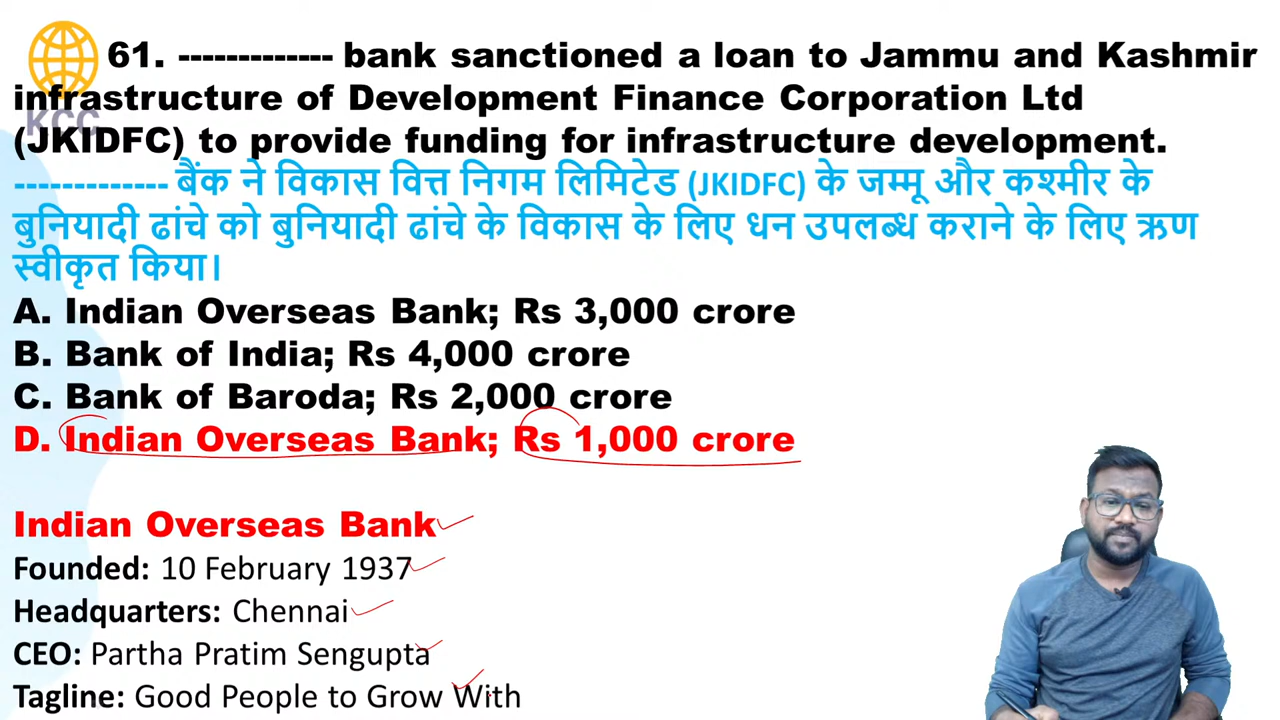 61. ------------- bank sanctioned a loan to Jammu and Kashmir
infrastructure of Development Finance Corporation Ltd
KCC
(JKIDFC) to provide funding for infrastructure development.
------------- बैंक ने विकास वित्त निगम लिमिटेड (JKIDFC) के जम्मू और कश्मीर के
बुनियादी ढांचे को बुनियादी ढांचे के विकास के लिए धन उपलब्ध कराने के लिए ऋण
स्वीकृत किया।
A. Indian Overseas Bank; Rs 3,000 crore
B. Bank of India; Rs 4,000 crore
C. Bank of Baroda; Rs 2,000 crore
D. Indian Overseas Bank; Rs 1,000 crore
Indian Overseas Bank
Founded: 10 February 1937
Headquarters: Chennai
CEO: Partha Pratim Sengupta
Tagline: Good People to Grow With